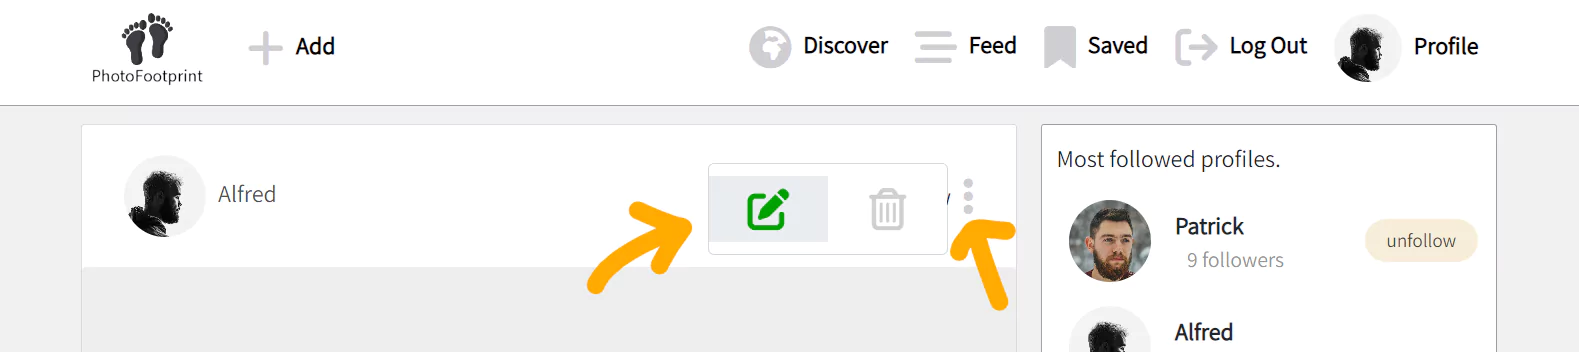 PhotoFootprint
Add
Discover
Feed
Saved
Log Out
Profile
Alfred
Most followed profiles.
Patrick
9 followers
unfollow
Alfred